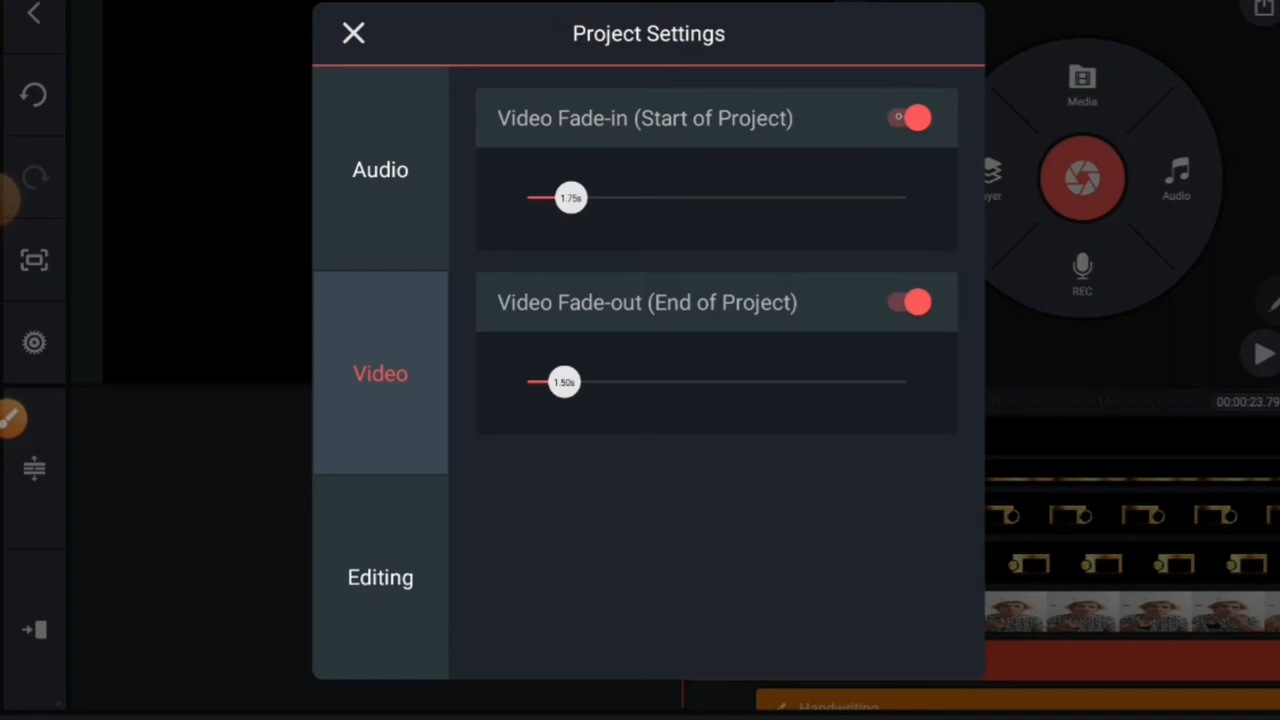 Project Settings
Audio
Video
Editing
Video Fade-in (Start of Project)
1.75s
Video Fade-out (End of Project)
1.50s
Media
yer
Audio
REC
00:00:23.79
Handwriting